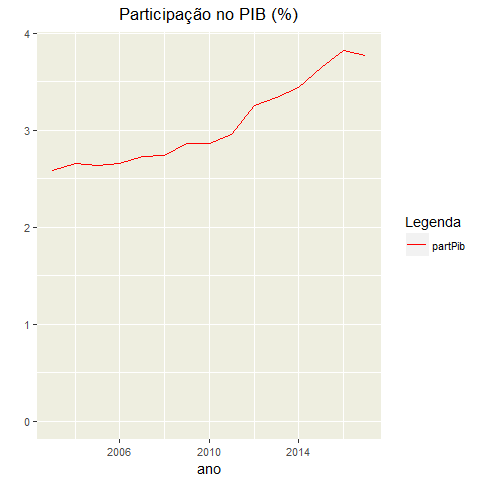 Participação no PIB (%)
4
3
2
1
0
2006
2010
2014
ano
Legenda
partPib